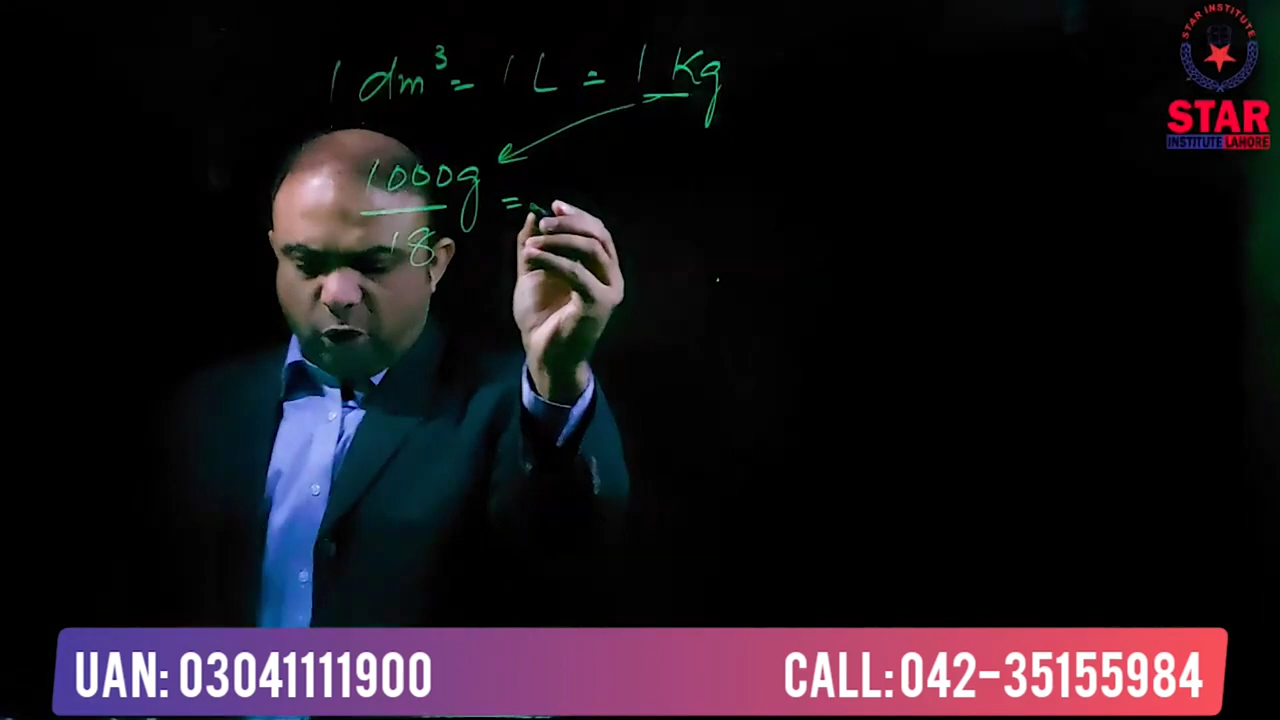 1 dm³ = 1 L = 1 Kg
1000g
18
=
STAR INSTITUTE
STAR
INSTITUTE LAHORE
UAN: 03041111900
CALL: 042-35155984